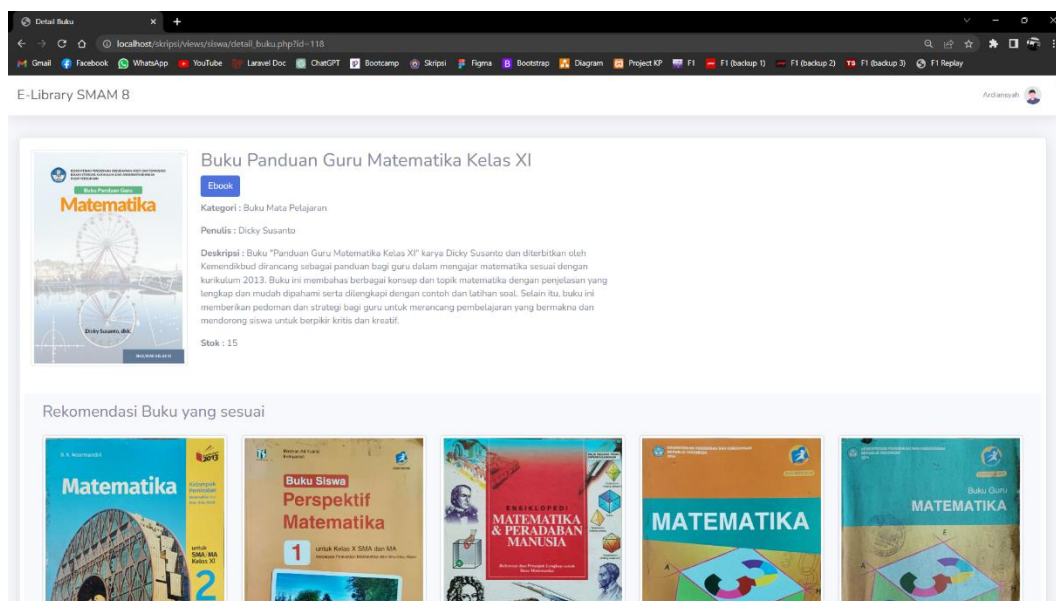 Detail Buku
localhost/skripsi/views/siswa/detail_buku.php?id=118
Gmail Facebook WhatsApp YouTube Laravel Doc ChatGPT Bootcamp Skripsi Figma Bootstrap Diagram Project KP F1 F1 (backup 1) F1 (backup 2) F1 (backup 3) F1 Replay
E-Library SMAM 8
Ardiansyah
Buku Panduan Guru
Matematika
Dicky Susanto, dkk.
Buku Panduan Guru Matematika Kelas XI
Ebook
Kategori : Buku Mata Pelajaran
Penulis : Dicky Susanto
Deskripsi : Buku "Panduan Guru Matematika Kelas XI" karya Dicky Susanto dan diterbitkan oleh
Kemendikbud dirancang sebagai panduan bagi guru dalam mengajar matematika sesuai dengan
kurikulum 2013. Buku ini membahas berbagai konsep dan topik matematika dengan penjelasan yang
lengkap dan mudah dipahami serta dilengkapi dengan contoh dan latihan soal. Selain itu, buku ini
memberikan pedoman dan strategi bagi guru untuk merancang pembelajaran yang bermakna dan
mendorong siswa untuk berpikir kritis dan kreatif.
Stok : 15
Rekomendasi Buku yang sesuai
2013
Matematika
Kelompok
Peminatan
untuk
SMA/MA
Kelas XI
2
Buku Siswa
Perspektif
Matematika
1
untuk Kelas X SMA dan MA
ENSIKLOPEDI
MATEMATIKA
& PERADABAN
MANUSIA
MATEMATIKA
Buku Guru
MATEMATIKA